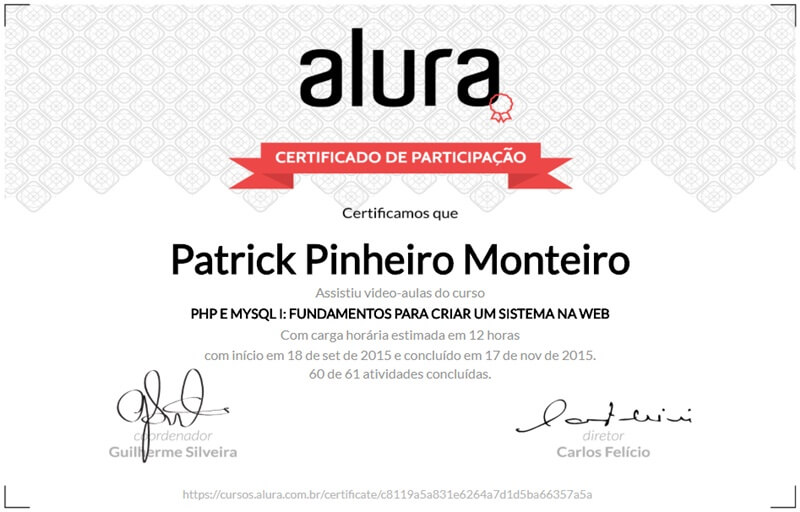 alura
CERTIFICADO DE PARTICIPAÇÃO
Certificamos que
Patrick Pinheiro Monteiro
Assistiu video-aulas do curso
PHP E MYSQL I: FUNDAMENTOS PARA CRIAR UM SISTEMA NA WEB
Com carga horária estimada em 12 horas
com início em 18 de set de 2015 e concluído em 17 de nov de 2015.
60 de 61 atividades concluídas.
coordenador
Guilherme Silveira
diretor
Carlos Felício
https://cursos.alura.com.br/certificate/c8119a5a831e6264a7d1d5ba66357a5a